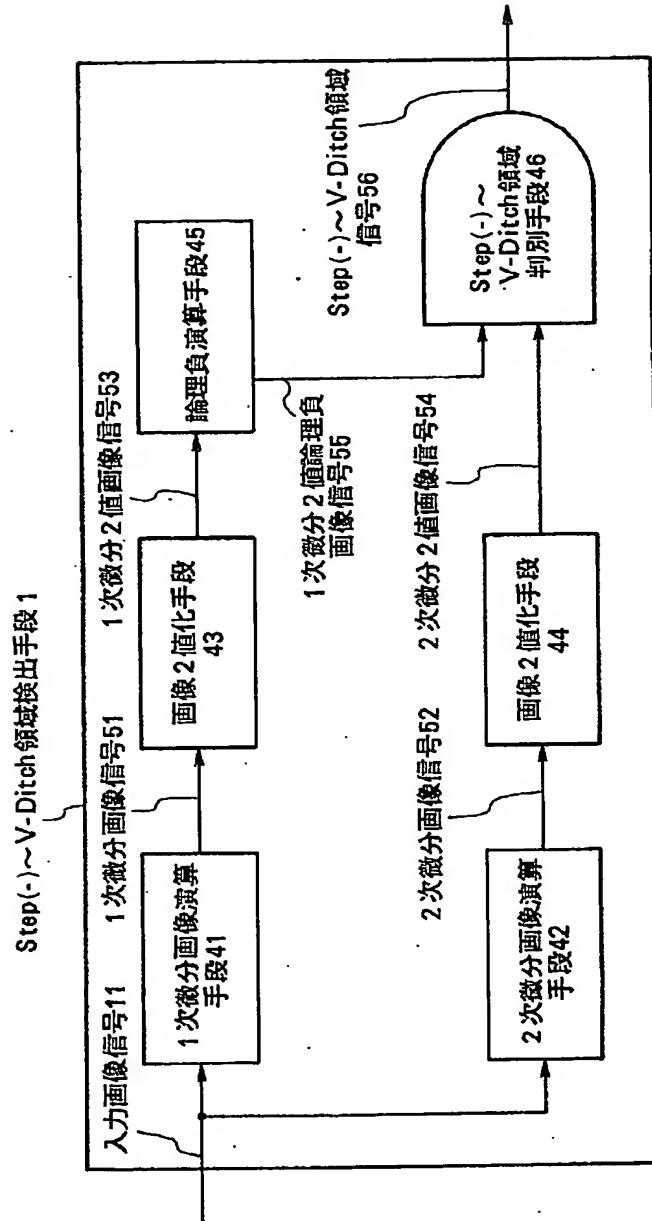 Step(-)～V-Ditch領域検出手段1
入力画像信号11
1次微分画像演算
手段41
1次微分画像信号51
画像2値化手段
43
1次微分2値画像信号53
論理負演算手段45
1次微分2値論理負
画像信号55
2次微分画像演算
手段42
2次微分画像信号52
画像2値化手段
44
2次微分2値画像信号54
Step(-)～
V-Ditch領域
判別手段46
Step(-)～V-Ditch領域
信号56